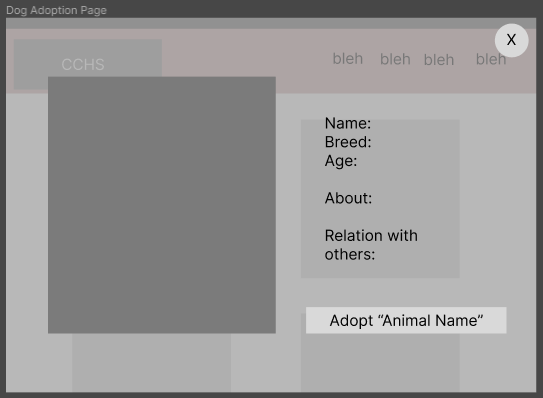 Dog Adoption Page
X
CCHS
bleh bleh bleh bleh
Name:
Breed:
Age:
About:
Relation with
others:
Adopt “Animal Name”